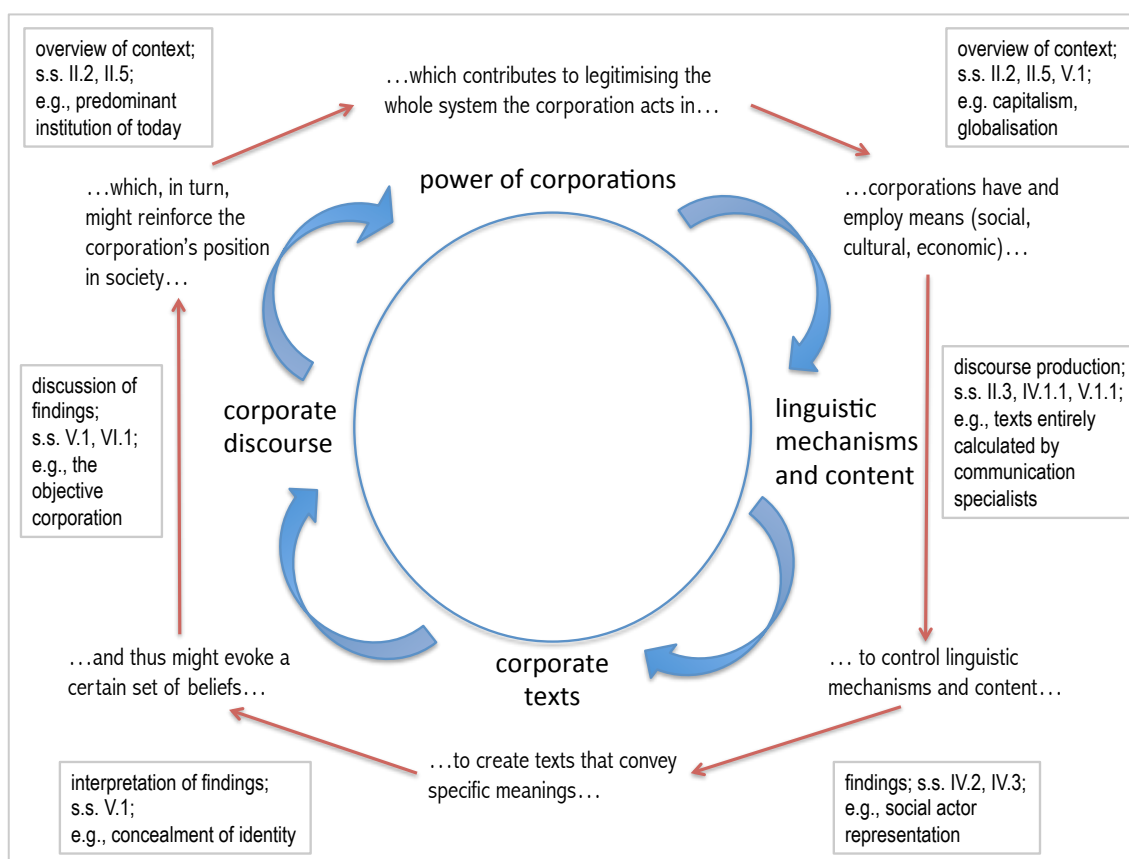 overview of context;
s.s. II.2, II.5;
e.g., predominant
institution of today
…which contributes to legitimising the
whole system the corporation acts in…
overview of context;
s.s. II.2, II.5, V.1;
e.g. capitalism,
globalisation
…which, in turn,
might reinforce the
corporation's position
in society…
power of corporations
…corporations have and
employ means (social,
cultural, economic)…
discussion of
findings;
s.s. V.1, VI.1;
e.g., the
objective
corporation
corporate
discourse
linguistic
mechanisms
and content
discourse production;
s.s. II.3, IV.1.1, V.1.1;
e.g., texts entirely
calculated by
communication
specialists
…and thus might evoke a
certain set of beliefs…
corporate
texts
… to control linguistic
mechanisms and content…
interpretation of findings;
s.s. V.1;
e.g., concealment of identity
…to create texts that convey
specific meanings…
findings; s.s. IV.2, IV.3;
e.g., social actor
representation